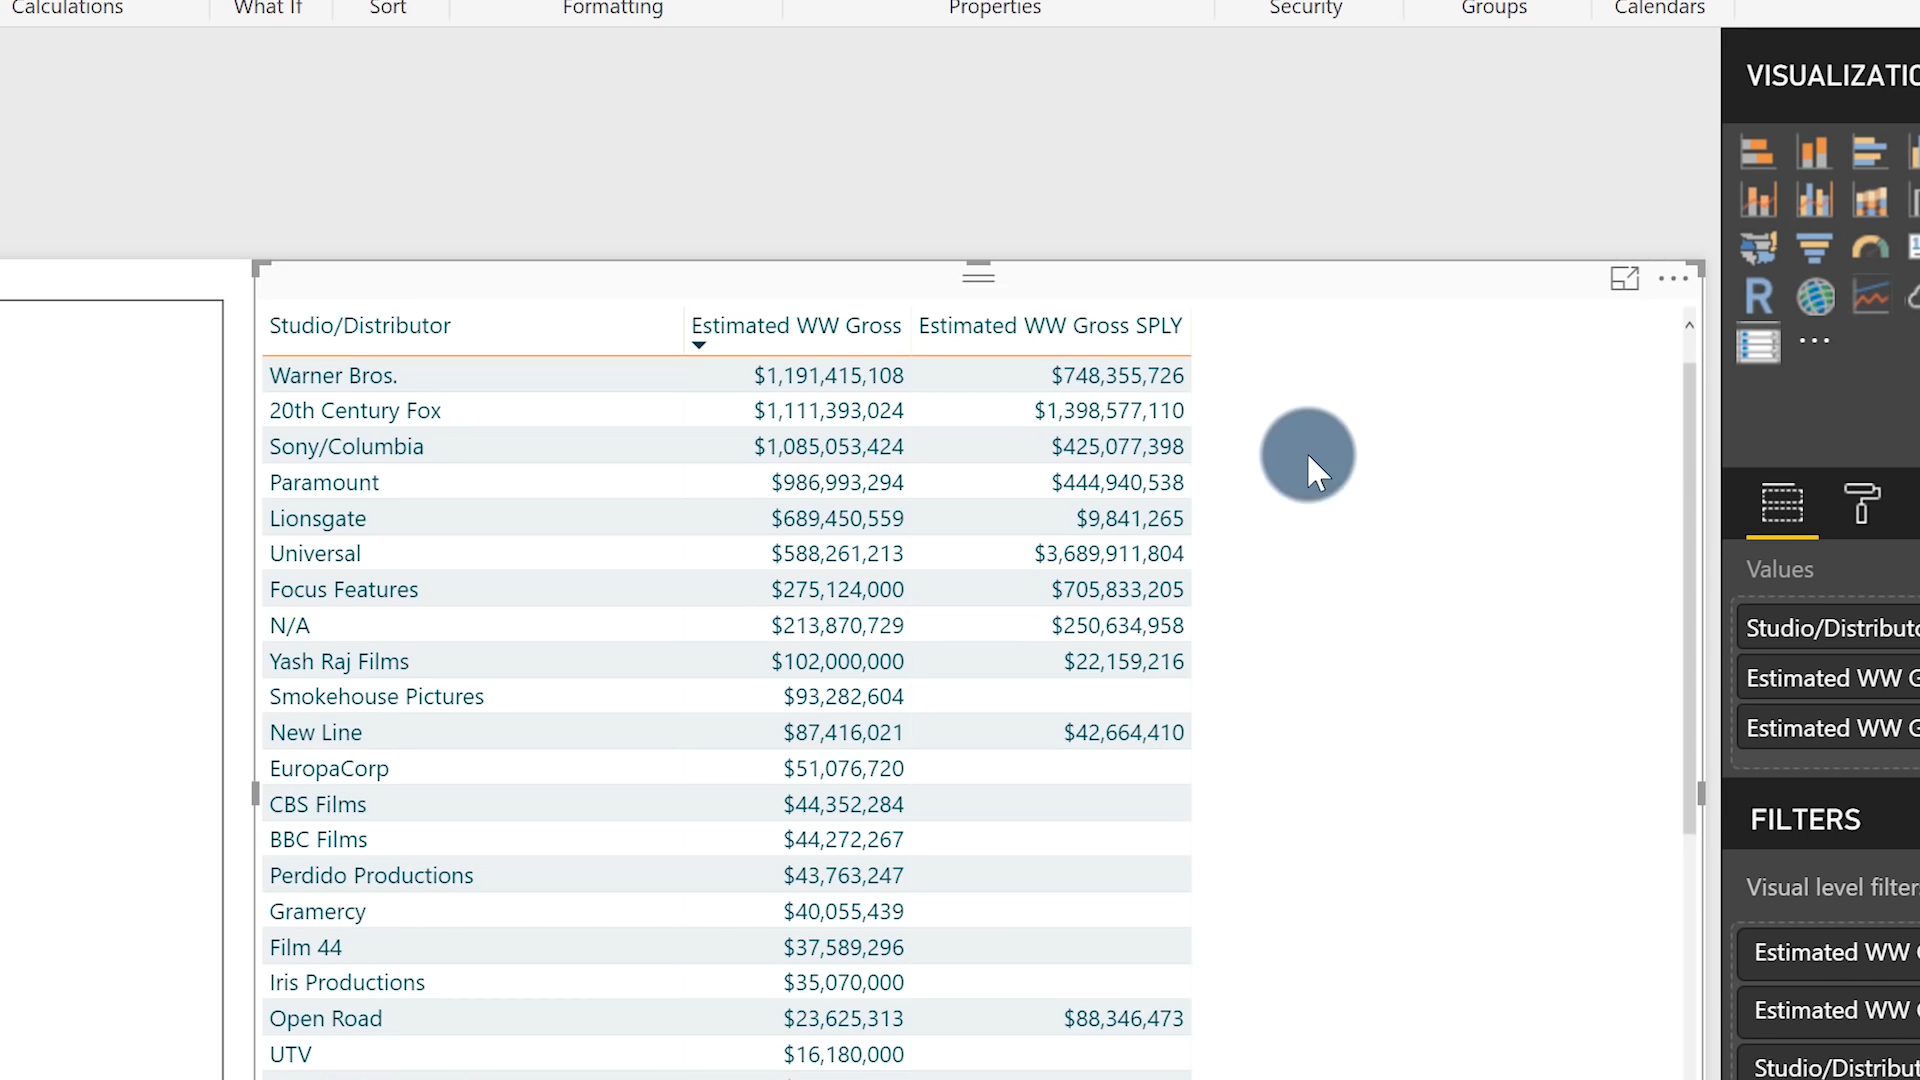 Calculations What If Sort Formatting Properties Security Groups Calendars
VISUALIZATIO
Studio/Distributor Estimated WW Gross Estimated WW Gross SPLY
Warner Bros. $1,191,415,108 $748,355,726
20th Century Fox $1,111,393,024 $1,398,577,110
Sony/Columbia $1,085,053,424 $425,077,398
Paramount $986,993,294 $444,940,538
Lionsgate $689,450,559 $9,841,265
Universal $588,261,213 $3,689,911,804
Focus Features $275,124,000 $705,833,205
N/A $213,870,729 $250,634,958
Yash Raj Films $102,000,000 $22,159,216
Smokehouse Pictures $93,282,604
New Line $87,416,021 $42,664,410
EuropaCorp $51,076,720
CBS Films $44,352,284
BBC Films $44,272,267
Perdido Productions $43,763,247
Gramercy $40,055,439
Film 44 $37,589,296
Iris Productions $35,070,000
Open Road $23,625,313 $88,346,473
UTV $16,180,000
R
Values
Studio/Distributo
Estimated WW G
Estimated WW G
FILTERS
Visual level filters
Estimated WW G
Estimated WW G
Studio/Distribut